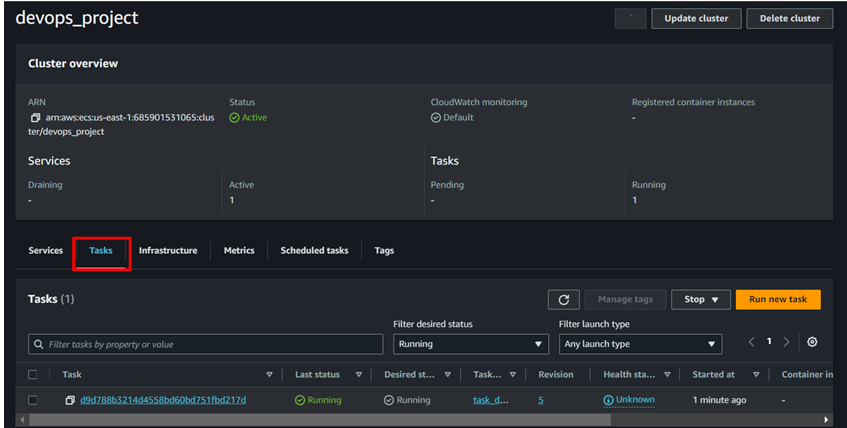 devops_project
Update cluster
Delete cluster
Cluster overview
ARN
arn:aws:ecs:us-east-1:685901531065:clus
ter/devops_project
Status
Active
CloudWatch monitoring
Default
Registered container instances
-
Services
Draining
-
Active
1
Tasks
Pending
-
Running
1
Services Tasks Infrastructure Metrics Scheduled tasks Tags
Tasks (1)
Manage tags
Stop
Run new task
Filter desired status
Filter launch type
Filter tasks by property or value
Running
Any launch type
1
Task Last status Desired st... Task... Revision Health sta... Started at Container in
d9d788b3214d4558bd60bd751fbd217d Running Running task_d... 5 Unknown 1 minute ago -